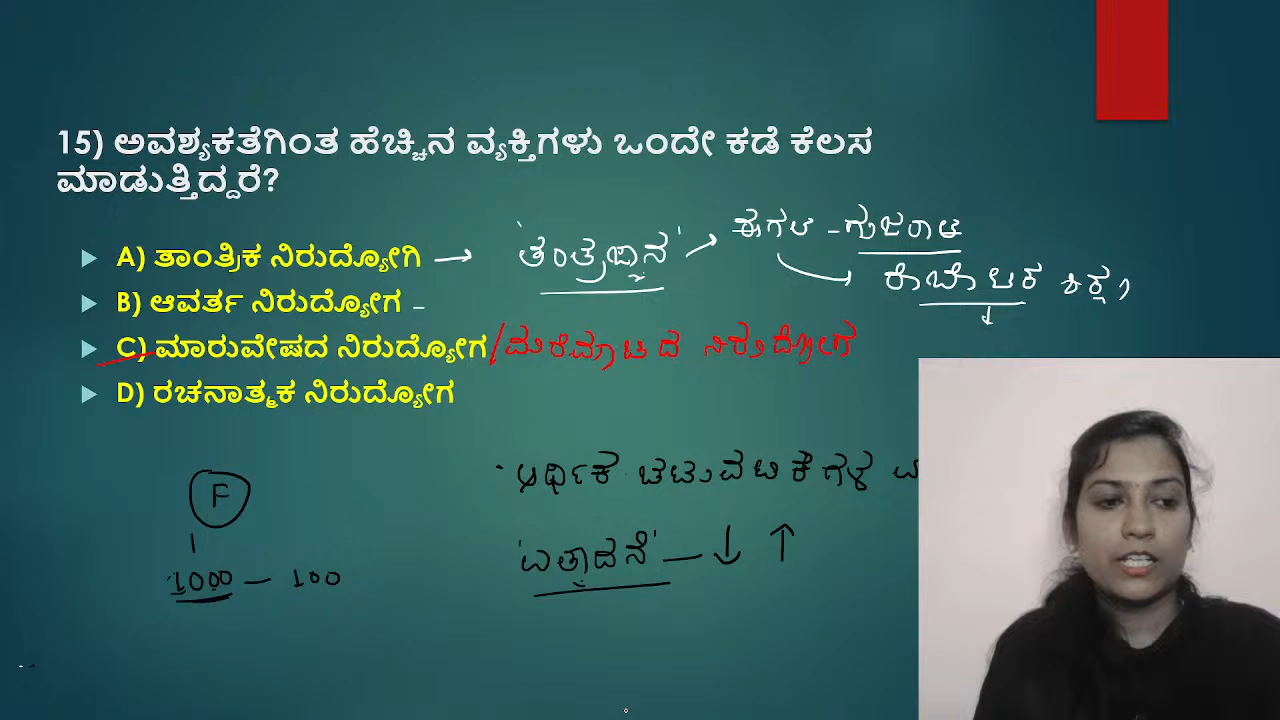 15) ಅವಶ್ಯಕತೆಗಿಂತ ಹೆಚ್ಚಿನ ವ್ಯಕ್ತಿಗಳು ಒಂದೇ ಕಡೆ ಕೆಲಸ
ಮಾಡುತ್ತಿದ್ದರೆ?
A) ತಾಂತ್ರಿಕ ನಿರುದ್ಯೋಗಿ → 'ತಂತ್ರಜ್ಞಾನ' →
B) ಆವರ್ತ ನಿರುದ್ಯೋಗ –
C) ಮಾರುವೇಷದ ನಿರುದ್ಯೋಗ / ಮರೆಮಾಚಿದ ನಿರುದ್ಯೋಗ
D) ರಚನಾತ್ಮಕ ನಿರುದ್ಯೋಗ
ಆರ್ಥಿಕ ಚಟುವಟಿಕೆಗಳ
F
'ಉತ್ಪಾದನೆ' – ↓ ↑
1000 – 100